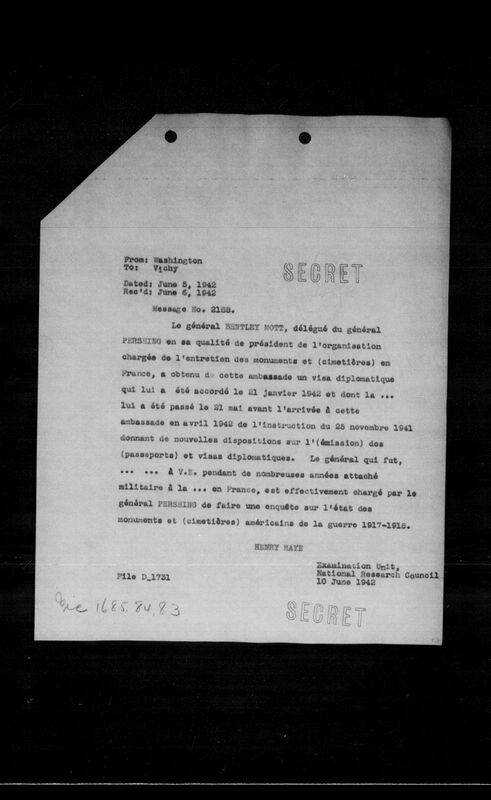 From: Washington
To: Vichy
SECRET
Dated: June 5, 1942
Rec'd: June 6, 1942
Message No. 2188.
Le général BENTLEY MOTT, délégué du général
PERSHING en sa qualité de président de l'organisation
chargée de l'entretien des monuments et (cimetières) en
France, a obtenu de cette ambassade un visa diplomatique
qui lui a été accordé le 21 janvier 1942 et dont la ...
lui a été passé le 21 mai avant l'arrivée à cette
ambassade en avril 1942 de l'instruction du 25 novembre 1941
donnant de nouvelles dispositions sur l'(émission) des
(passeports) et visas diplomatiques. Le général qui fut,
... ... à V.E. pendant de nombreuses années attaché
militaire à la ... en France, est effectivement chargé par le
général PERSHING de faire une enquête sur l'état des
monuments et (cimetières) américains de la guerre 1917-1918.
HENRY HAYE
Examination Unit,
File D_1731 National Research Council
10 June 1942
1685.84.83
SECRET